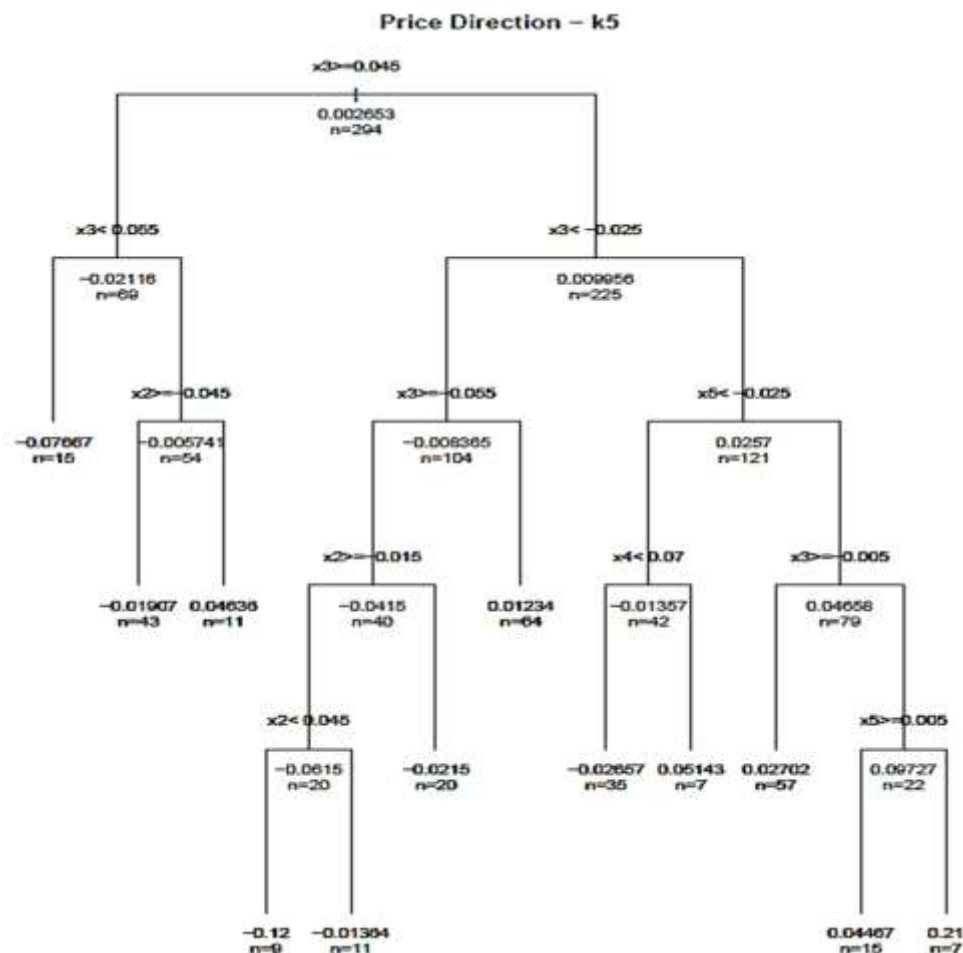 Price Direction – k5
x3>=0.045
0.002653
n=294
x3< 0.055
x3< −0.025
−0.02116
n=69
0.009956
n=225
x2>=−0.045
x3>=−0.055
x5< −0.025
−0.07667
n=15
−0.005741
n=54
−0.008365
n=104
0.0257
n=121
x2>=−0.015
x4< 0.07
x3>=−0.005
−0.01907
n=43
0.04636
n=11
−0.0415
n=40
0.01234
n=64
−0.01357
n=42
0.04658
n=79
x2< 0.045
x5>=0.005
−0.0615
n=20
−0.0215
n=20
−0.02657
n=35
0.05143
n=7
0.02702
n=57
0.09727
n=22
−0.12
n=9
−0.01364
n=11
0.04467
n=15
0.21
n=7